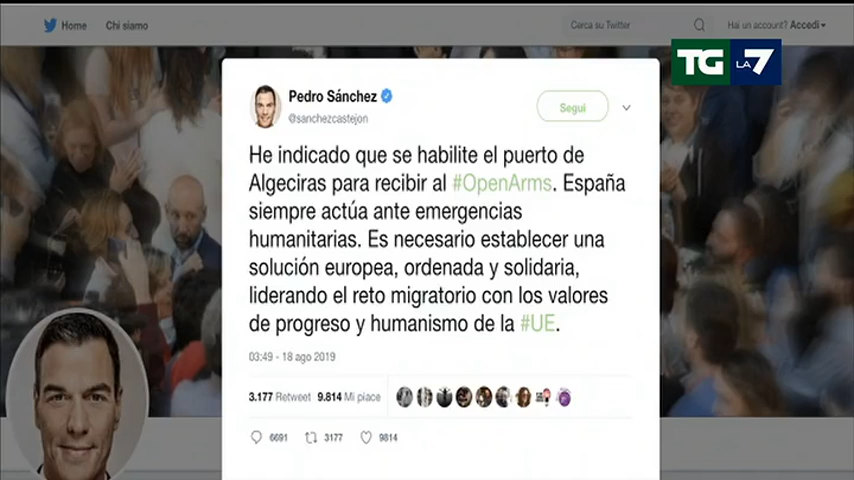 Home Chi siamo Cerca su Twitter Hai un account? Accedi
TG LA7
Pedro Sánchez
@sanchezcastejon
Segui
He indicado que se habilite el puerto de
Algeciras para recibir al #OpenArms. España
siempre actúa ante emergencias
humanitarias. Es necesario establecer una
solución europea, ordenada y solidaria,
liderando el reto migratorio con los valores
de progreso y humanismo de la #UE.
03:49 - 18 ago 2019
3.177 Retweet 9.814 Mi piace
6691 3177 9814